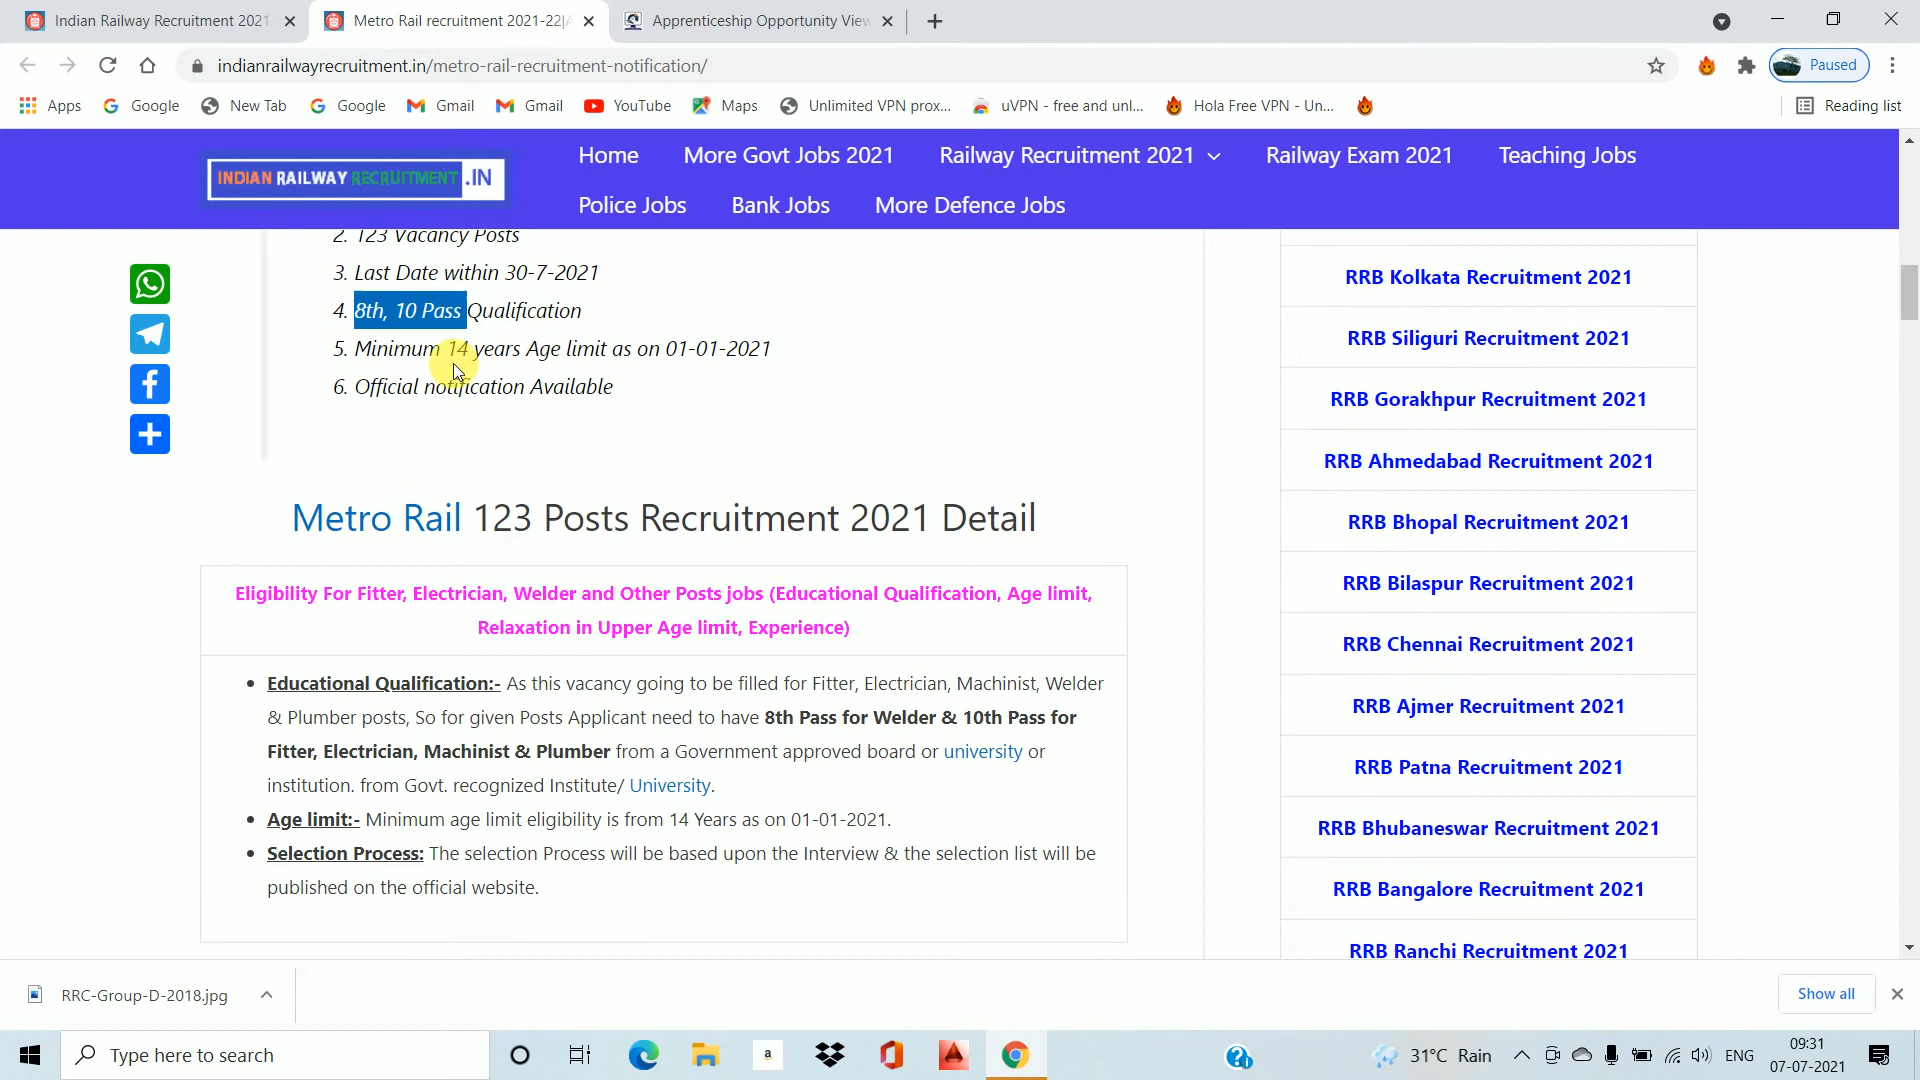 Indian Railway Recruitment 2021
Metro Rail recruitment 2021-22|
Apprenticeship Opportunity View
indianrailwayrecruitment.in/metro-rail-recruitment-notification/
Paused
Apps
Google
New Tab
Google
Gmail
Gmail
YouTube
Maps
Unlimited VPN prox...
uVPN - free and unl...
Hola Free VPN - Un...
Reading list
INDIAN RAILWAY RECRUITMENT .IN
Home
More Govt Jobs 2021
Railway Recruitment 2021
Railway Exam 2021
Teaching Jobs
Police Jobs
Bank Jobs
More Defence Jobs
2. 123 Vacancy Posts
3. Last Date within 30-7-2021
4. 8th, 10 Pass Qualification
5. Minimum 14 years Age limit as on 01-01-2021
6. Official notification Available
Metro Rail 123 Posts Recruitment 2021 Detail
Eligibility For Fitter, Electrician, Welder and Other Posts jobs (Educational Qualification, Age limit,
Relaxation in Upper Age limit, Experience)
Educational Qualification:- As this vacancy going to be filled for Fitter, Electrician, Machinist, Welder
& Plumber posts, So for given Posts Applicant need to have 8th Pass for Welder & 10th Pass for
Fitter, Electrician, Machinist & Plumber from a Government approved board or university or
institution. from Govt. recognized Institute/ University.
Age limit:- Minimum age limit eligibility is from 14 Years as on 01-01-2021.
Selection Process: The selection Process will be based upon the Interview & the selection list will be
published on the official website.
RRB Kolkata Recruitment 2021
RRB Siliguri Recruitment 2021
RRB Gorakhpur Recruitment 2021
RRB Ahmedabad Recruitment 2021
RRB Bhopal Recruitment 2021
RRB Bilaspur Recruitment 2021
RRB Chennai Recruitment 2021
RRB Ajmer Recruitment 2021
RRB Patna Recruitment 2021
RRB Bhubaneswar Recruitment 2021
RRB Bangalore Recruitment 2021
RRB Ranchi Recruitment 2021
RRC-Group-D-2018.jpg
Show all
Type here to search
a
31°C Rain
ENG
09:31
07-07-2021